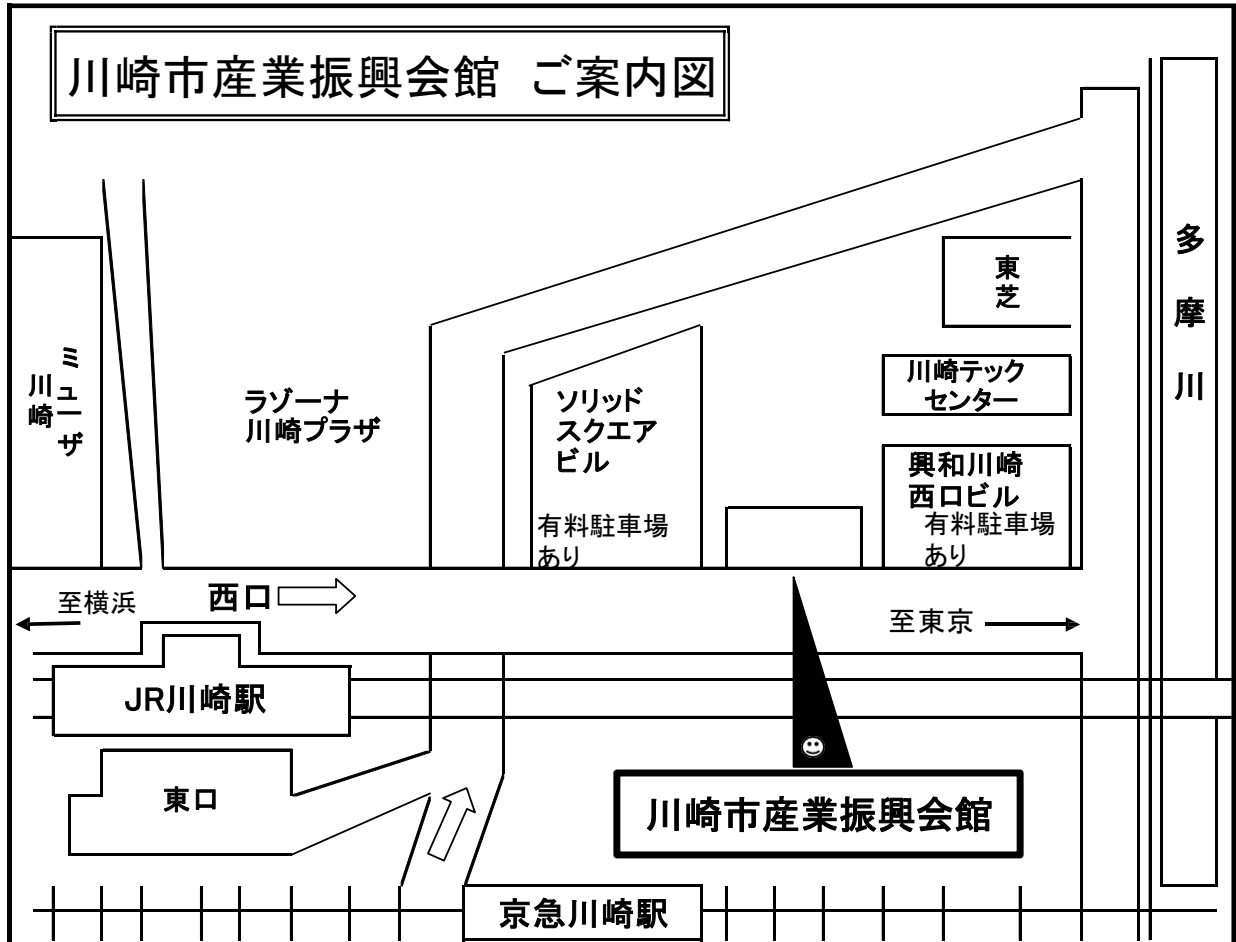 川崎市産業振興会館 ご案内図
多摩川
東芝
ミューザ
川崎
ラゾーナ
川崎プラザ
ソリッド
スクエア
ビル
有料駐車場
あり
川崎テック
センター
興和川崎
西口ビル
有料駐車場
あり
至横浜
西口
至東京
JR川崎駅
東口
川崎市産業振興会館
京急川崎駅